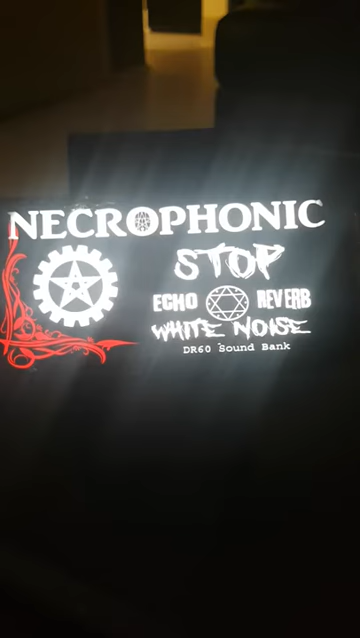 NECROPHONIC
STOP
ECHO REVERB
WHITE NOISE
DR60 Sound Bank